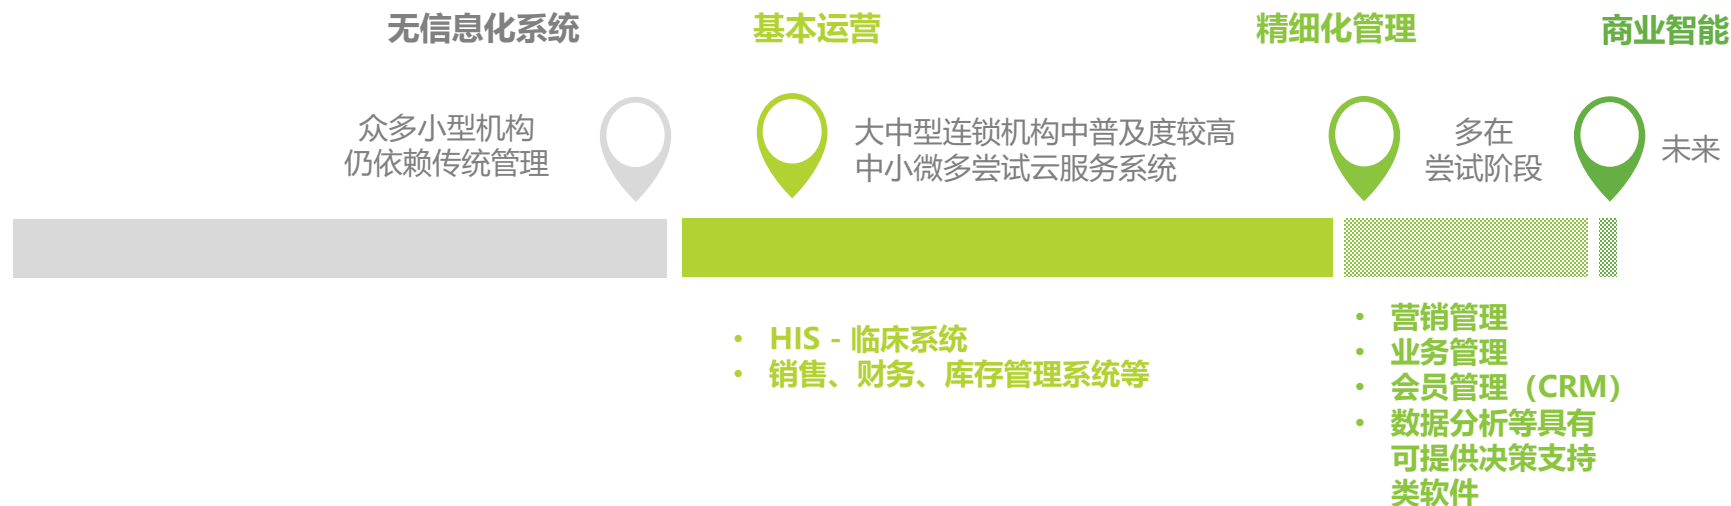 无信息化系统
基本运营
精细化管理
商业智能
众多小型机构
仍依赖传统管理
大中型连锁机构中普及度较高
中小微多尝试云服务系统
多在
尝试阶段
未来
• HIS - 临床系统
• 销售、财务、库存管理系统等
• 营销管理
• 业务管理
• 会员管理（CRM）
• 数据分析等具有
可提供决策支持
类软件